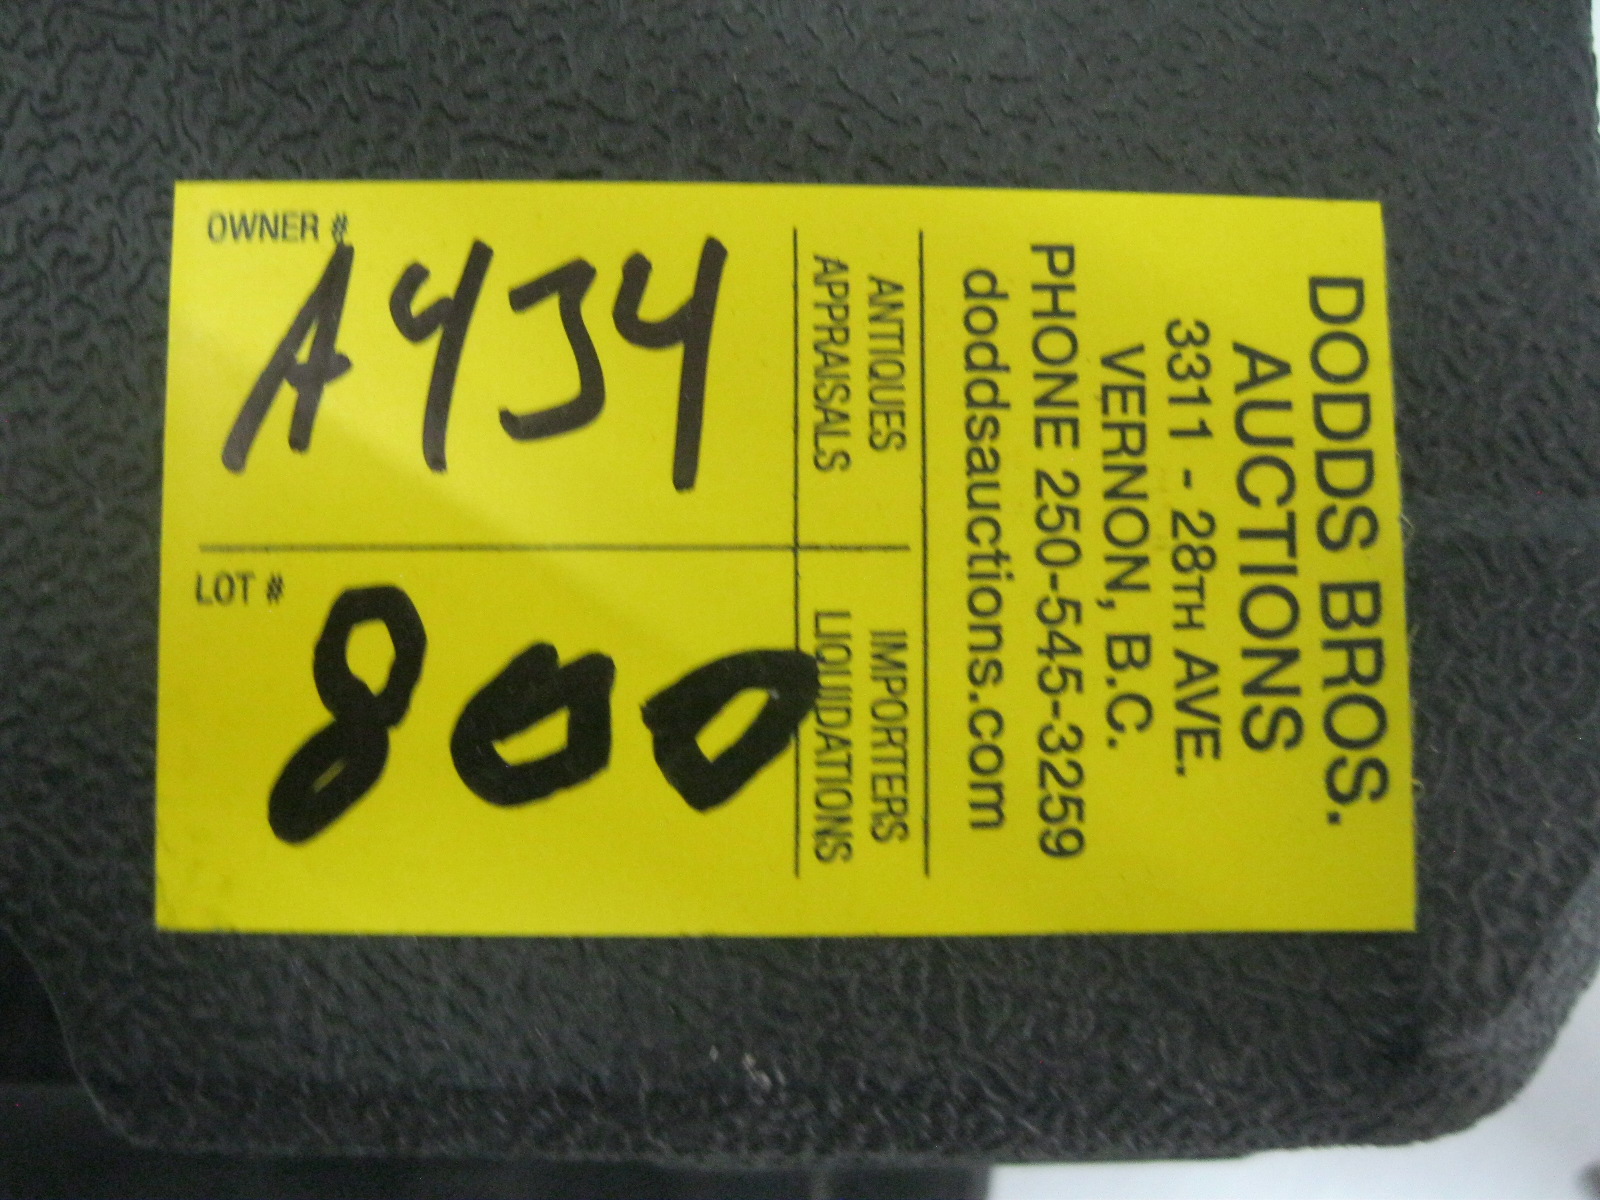 DODDS BROS.
AUCTIONS
3311 - 28TH AVE.
VERNON, B.C.
PHONE 250-545-3259
doddsauctions.com
ANTIQUES IMPORTERS
APPRAISALS LIQUIDATIONS
OWNER #
LOT #
800